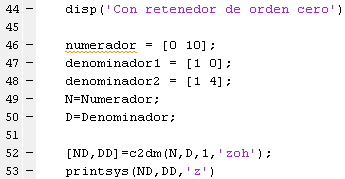 44 - disp('Con retenedor de orden cero')
45
46 - numerador = [0 10];
47 - denominador1 = [1 0];
48 - denominador2 = [1 4];
49 - N=Numerador;
50 - D=Denominador;
51
52 - [ND,DD]=c2dm(N,D,1,'zoh');
53 - printsys(ND,DD,'z')